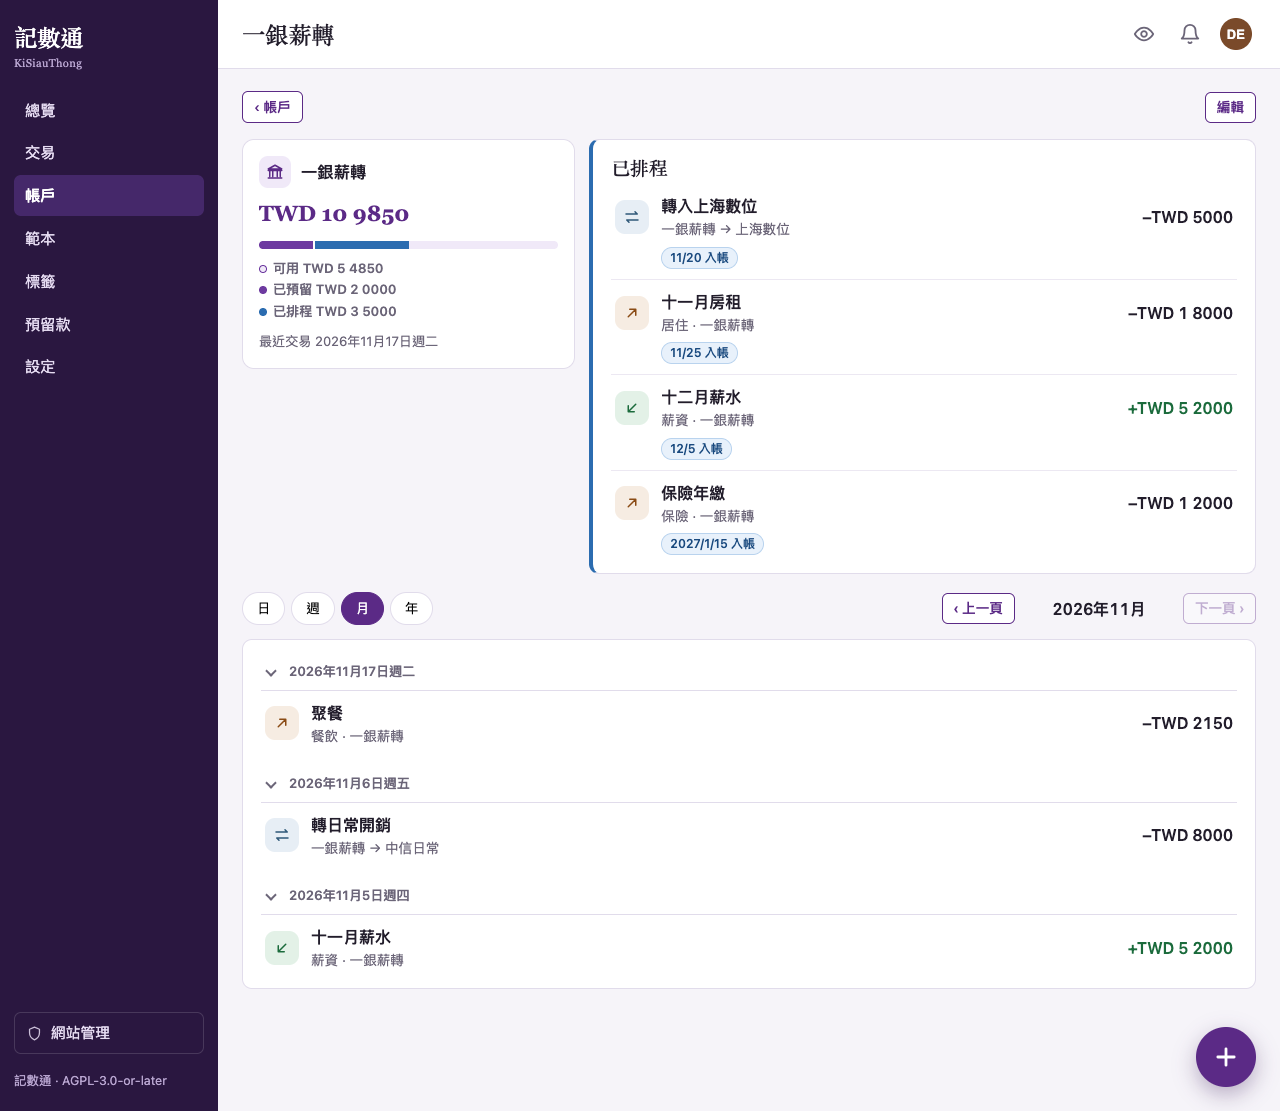 記數通
KiSiauThong
總覽
交易
帳戶
範本
標籤
預留款
設定
網站管理
記數通 · AGPL-3.0-or-later
一銀薪轉
DE
‹ 帳戶
編輯
一銀薪轉
TWD 10 9850
可用 TWD 5 4850
已預留 TWD 2 0000
已排程 TWD 3 5000
最近交易 2026年11月17日週二
已排程
轉入上海數位
一銀薪轉 → 上海數位
–TWD 5000
11/20 入帳
十一月房租
居住 · 一銀薪轉
–TWD 1 8000
11/25 入帳
十二月薪水
薪資 · 一銀薪轉
+TWD 5 2000
12/5 入帳
保險年繳
保險 · 一銀薪轉
–TWD 1 2000
2027/1/15 入帳
日 週 月 年
‹ 上一頁 2026年11月 下一頁 ›
2026年11月17日週二
聚餐
餐飲 · 一銀薪轉
–TWD 2150
2026年11月6日週五
轉日常開銷
一銀薪轉 → 中信日常
–TWD 8000
2026年11月5日週四
十一月薪水
薪資 · 一銀薪轉
+TWD 5 2000